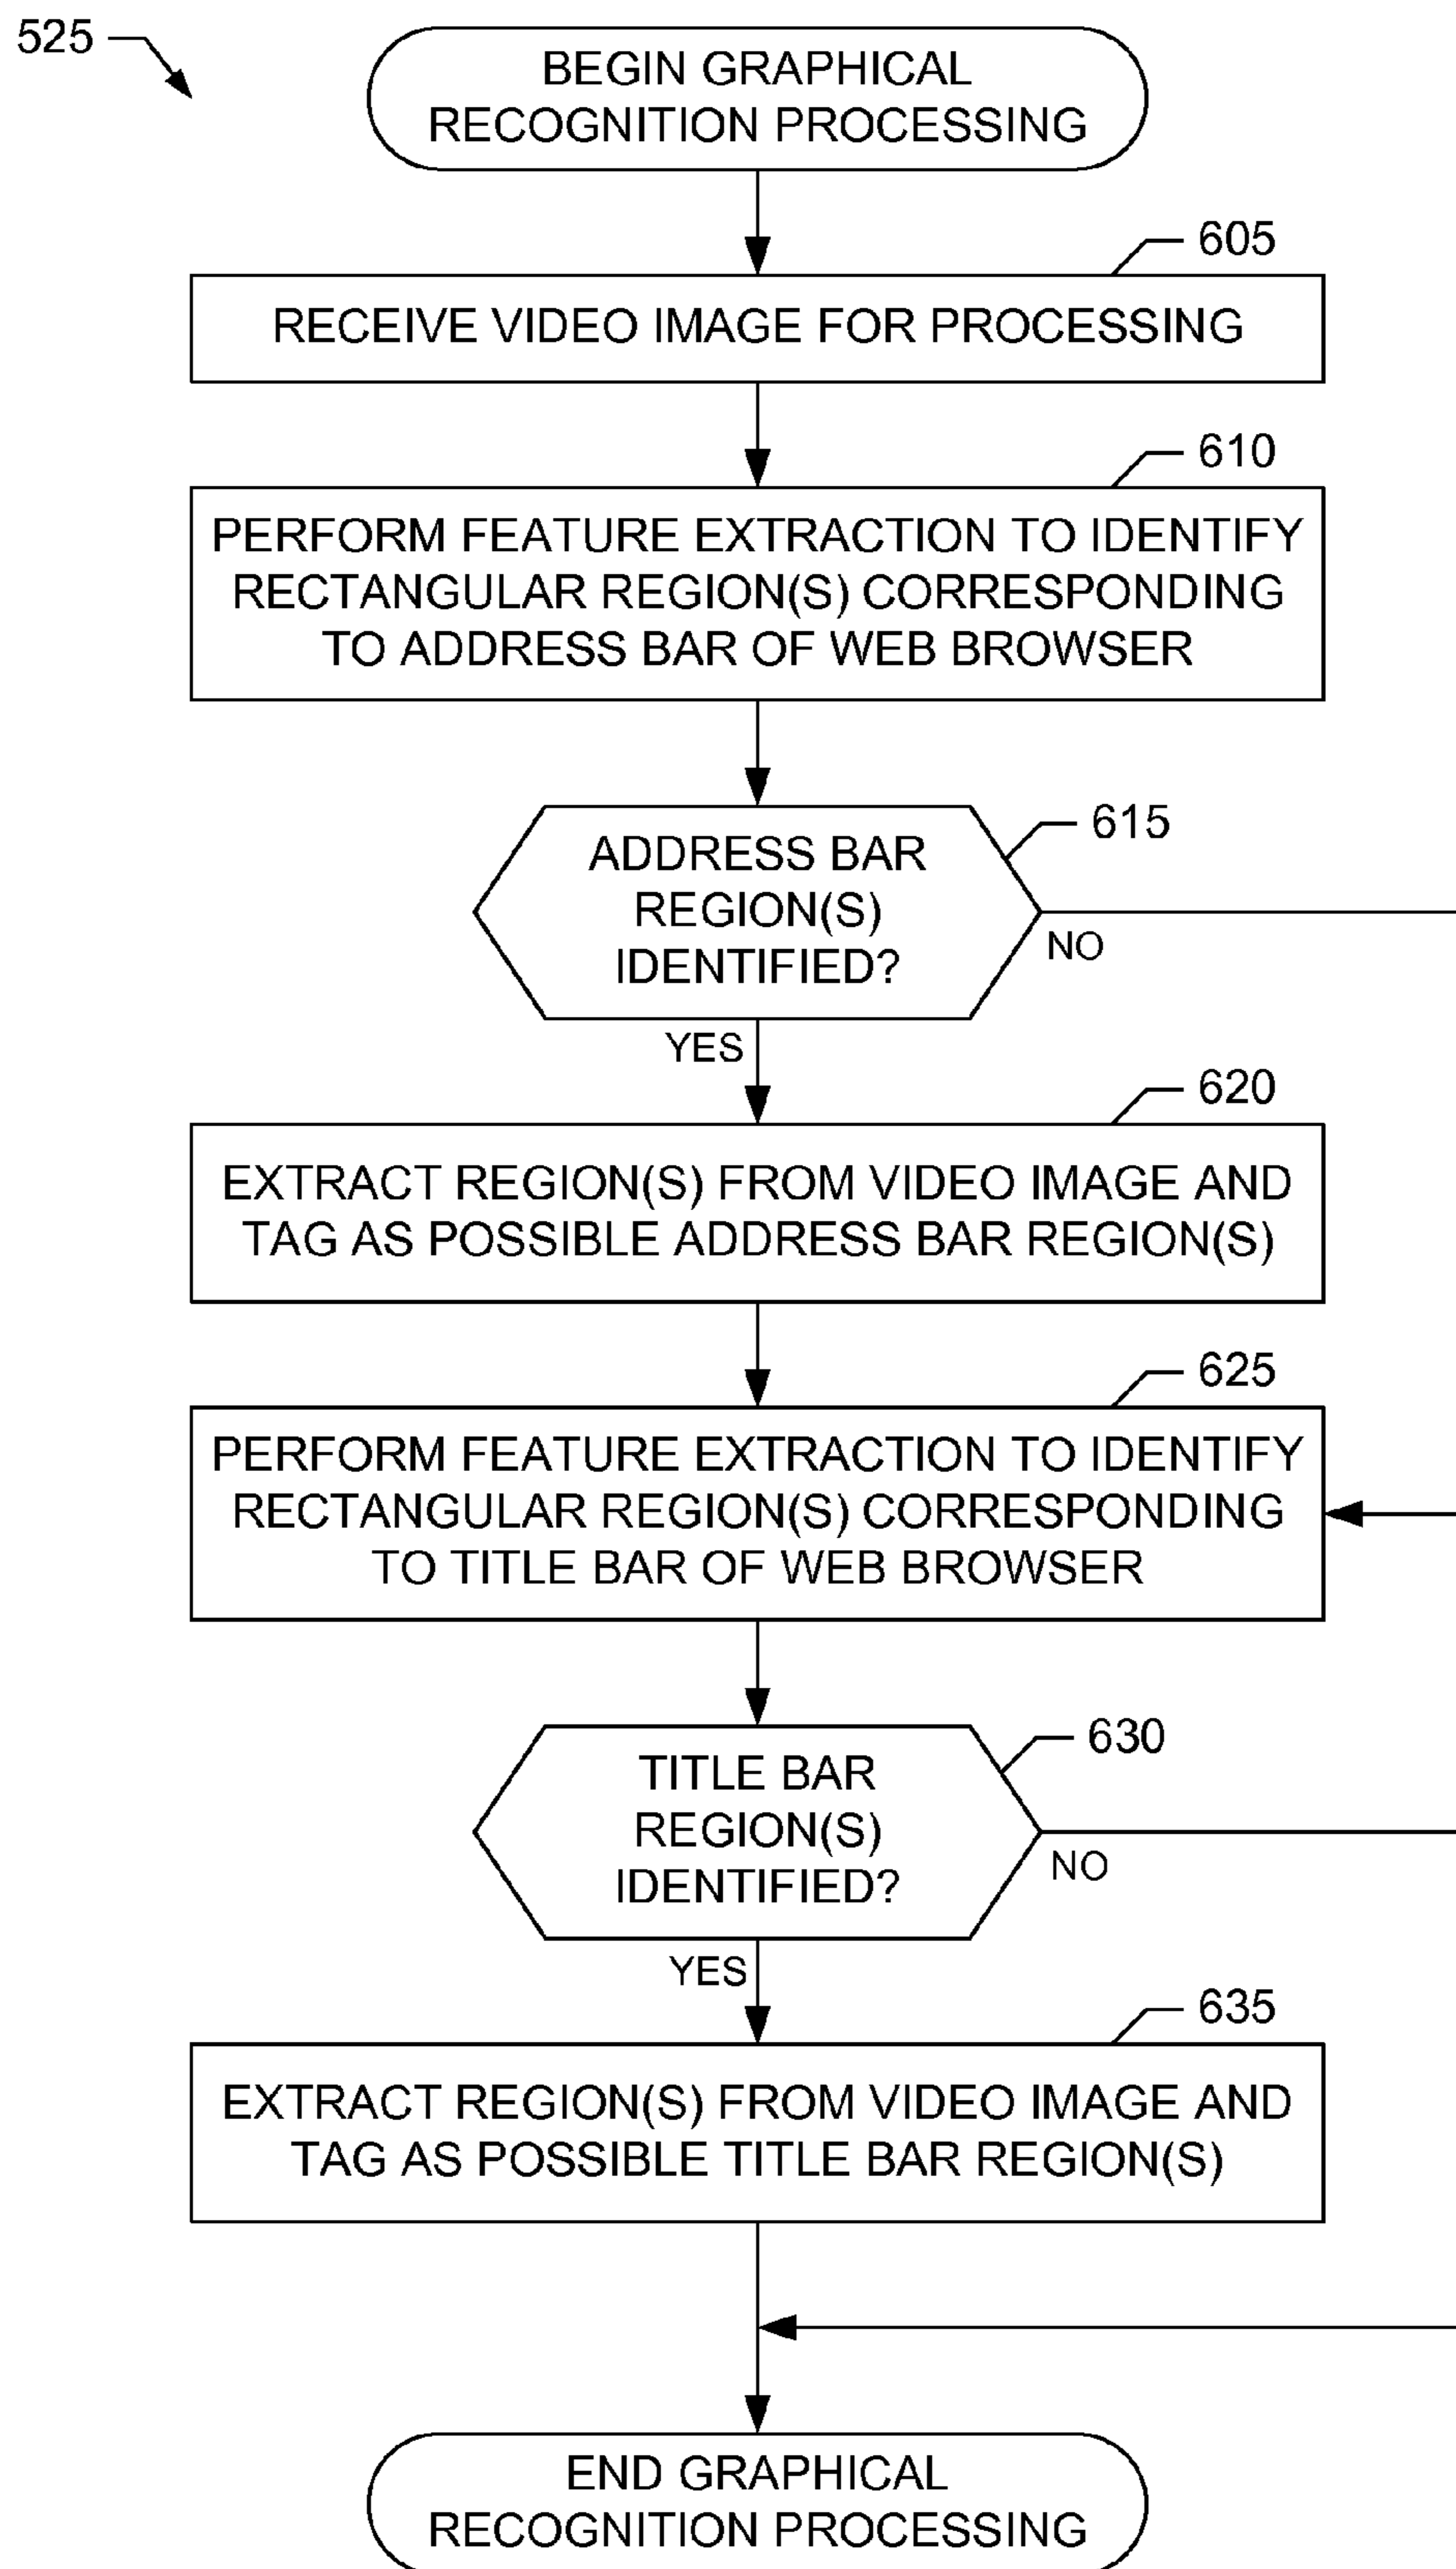 525
BEGIN GRAPHICAL
RECOGNITION PROCESSING
605
RECEIVE VIDEO IMAGE FOR PROCESSING
610
PERFORM FEATURE EXTRACTION TO IDENTIFY
RECTANGULAR REGION(S) CORRESPONDING
TO ADDRESS BAR OF WEB BROWSER
615
ADDRESS BAR
REGION(S)
IDENTIFIED?
NO
YES
620
EXTRACT REGION(S) FROM VIDEO IMAGE AND
TAG AS POSSIBLE ADDRESS BAR REGION(S)
625
PERFORM FEATURE EXTRACTION TO IDENTIFY
RECTANGULAR REGION(S) CORRESPONDING
TO TITLE BAR OF WEB BROWSER
630
TITLE BAR
REGION(S)
IDENTIFIED?
NO
YES
635
EXTRACT REGION(S) FROM VIDEO IMAGE AND
TAG AS POSSIBLE TITLE BAR REGION(S)
END GRAPHICAL
RECOGNITION PROCESSING